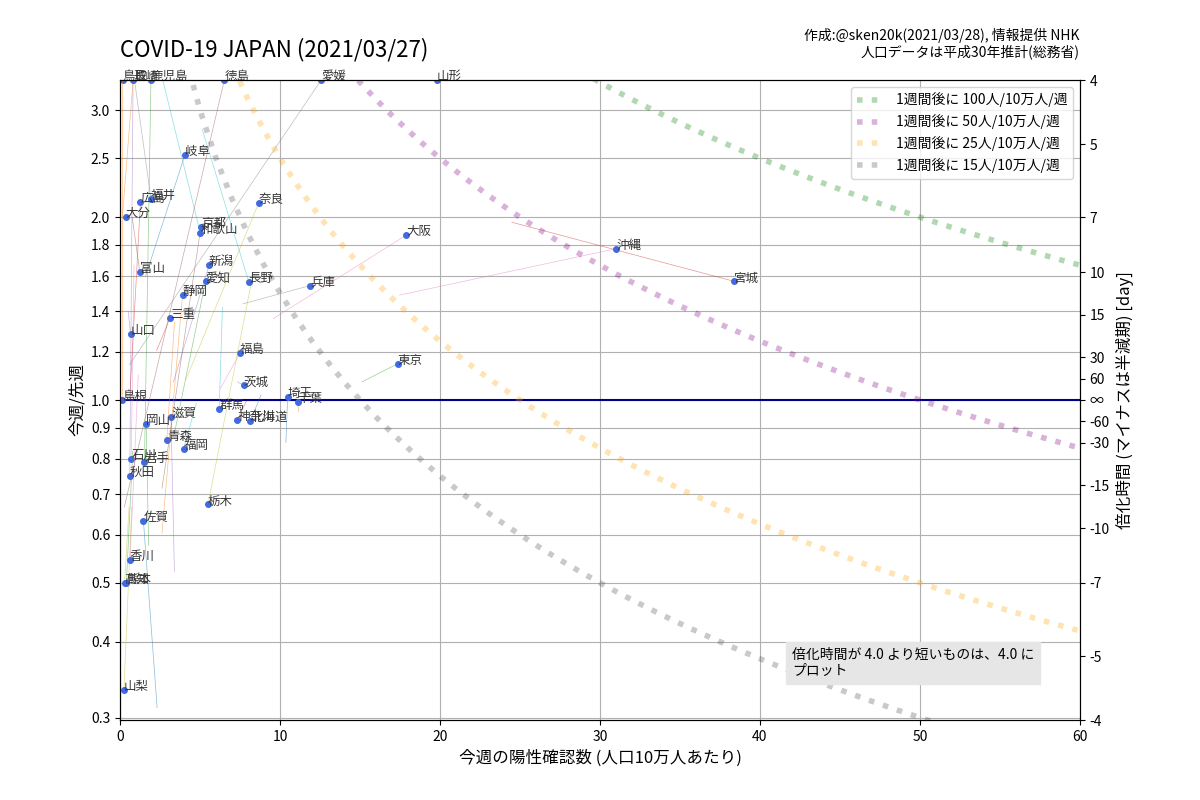 COVID-19 JAPAN (2021/03/27)
作成:@sken20k(2021/03/28), 情報提供 NHK
人口データは平成30年推計(総務省)
1週間後に 100人/10万人/週
1週間後に 50人/10万人/週
1週間後に 25人/10万人/週
1週間後に 15人/10万人/週
鹿児島
徳島
愛媛
山形
岐阜
福井
奈良
大分
京都
和歌山
大阪
沖縄
富山
新潟
愛知
長野
兵庫
宮城
静岡
三重
山口
福島
東京
茨城
島根
埼玉
千葉
群馬
滋賀
岡山
北海道
青森
福岡
石川
岩手
秋田
栃木
佐賀
香川
山梨
倍化時間が 4.0 より短いものは、4.0 に
プロット
3.0
2.5
2.0
1.8
1.6
1.4
1.2
1.0
0.9
0.8
0.7
0.6
0.5
0.4
0.3
今週/先週
0
10
20
30
40
50
60
今週の陽性確認数 (人口10万人あたり)
4
5
7
10
15
30
60
∞
-60
-30
-15
-10
-7
-5
-4
倍化時間 (マイナスは半減期) [day]